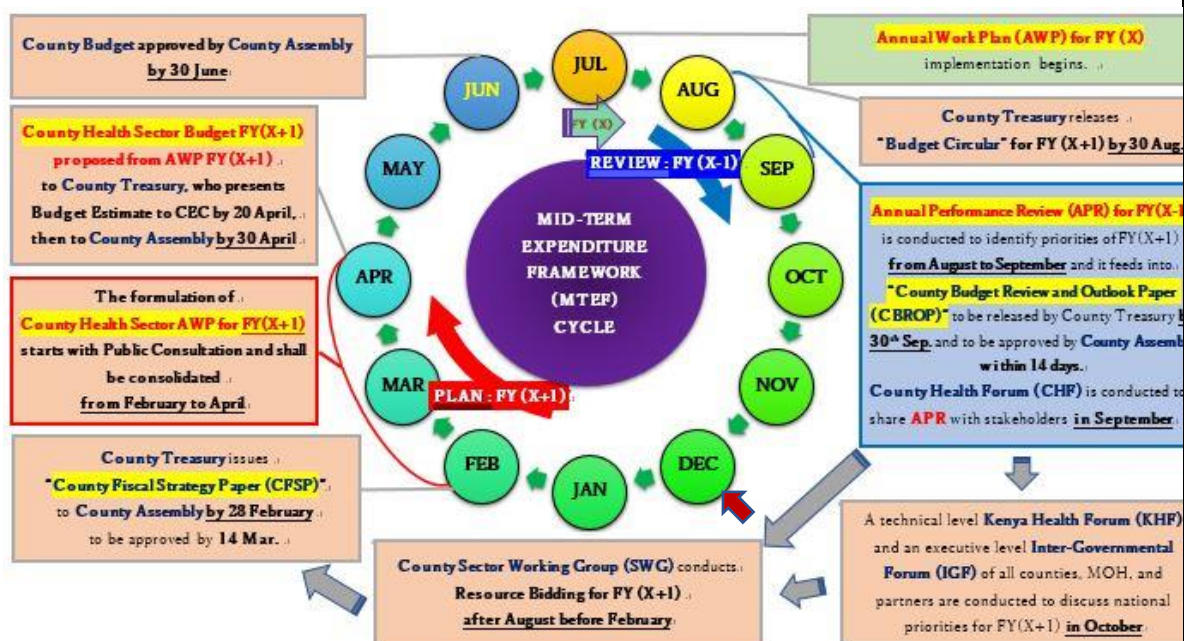 County Budget approved by County Assembly
by 30 June
County Health Sector Budget FY(X+1)
proposed from AWP FY(X+1)
to County Treasury, who presents
Budget Estimate to CEC by 20 April,
then to County Assembly by 30 April
The formulation of
County Health Sector AWP for FY(X+1)
starts with Public Consultation and shall
be consolidated
from February to April
County Treasury issues
"County Fiscal Strategy Paper (CFSP)"
to County Assembly by 28 February
to be approved by 14 Mar.
JUL
AUG
SEP
OCT
NOV
DEC
JAN
FEB
MAR
APR
MAY
JUN
FY (X)
REVIEW : FY (X-1)
MID-TERM
EXPENDITURE
FRAMEWORK
(MTEF)
CYCLE
PLAN : FY (X+1)
Annual Work Plan (AWP) for FY (X)
implementation begins.
County Treasury releases
"Budget Circular" for FY (X+1) by 30 Aug.
Annual Performance Review (APR) for FY(X-1
is conducted to identify priorities of FY(X+1)
from August to September and it feeds into
"County Budget Review and Outlook Paper
(CBROP)" to be released by County Treasury
30th Sep. and to be approved by County
within 14 days.
County Health Forum (CHF) is conducted to
share APR with stakeholders in September
A technical level Kenya Health Forum (KHF)
and an executive level Inter-Governmental
Forum (IGF) of all counties, MOH, and
partners are conducted to discuss national
priorities for FY(X+1) in October
County Sector Working Group (SWG) conducts
Resource Bidding for FY (X+1)
after August before February